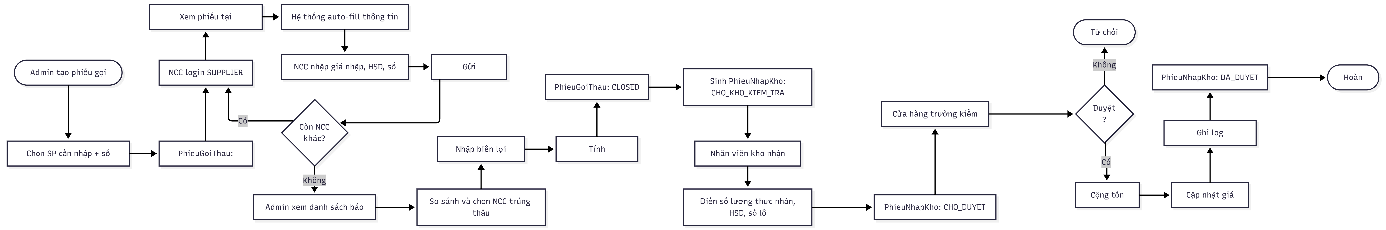 Admin tạo phiếu gói
Chọn SP cần nhập + số
PhieuGoiThau:
NCC login SUPPLIER
Xem phiếu tại
Hệ thống auto-fill thông tin
NCC nhập giá nhập, HSD, số
Gửi
Còn NCC
khác?
Có
Không
Admin xem danh sách báo
So sánh và chọn NCC trúng
thầu
Nhập biên lợi
Tính
PhieuGoiThau: CLOSED
Sinh PhieuNhapKho:
CHO_KHO_KIEM_TRA
Nhân viên kho nhận
Điền số lượng thực nhận,
HSD, số lô
PhieuNhapKho: CHO_DUYET
Cửa hàng trưởng kiểm
Duyệt
?
Không
Từ chối
Có
Cộng tồn
Cập nhật giá
Ghi log
PhieuNhapKho: DA_DUYET
Hoàn